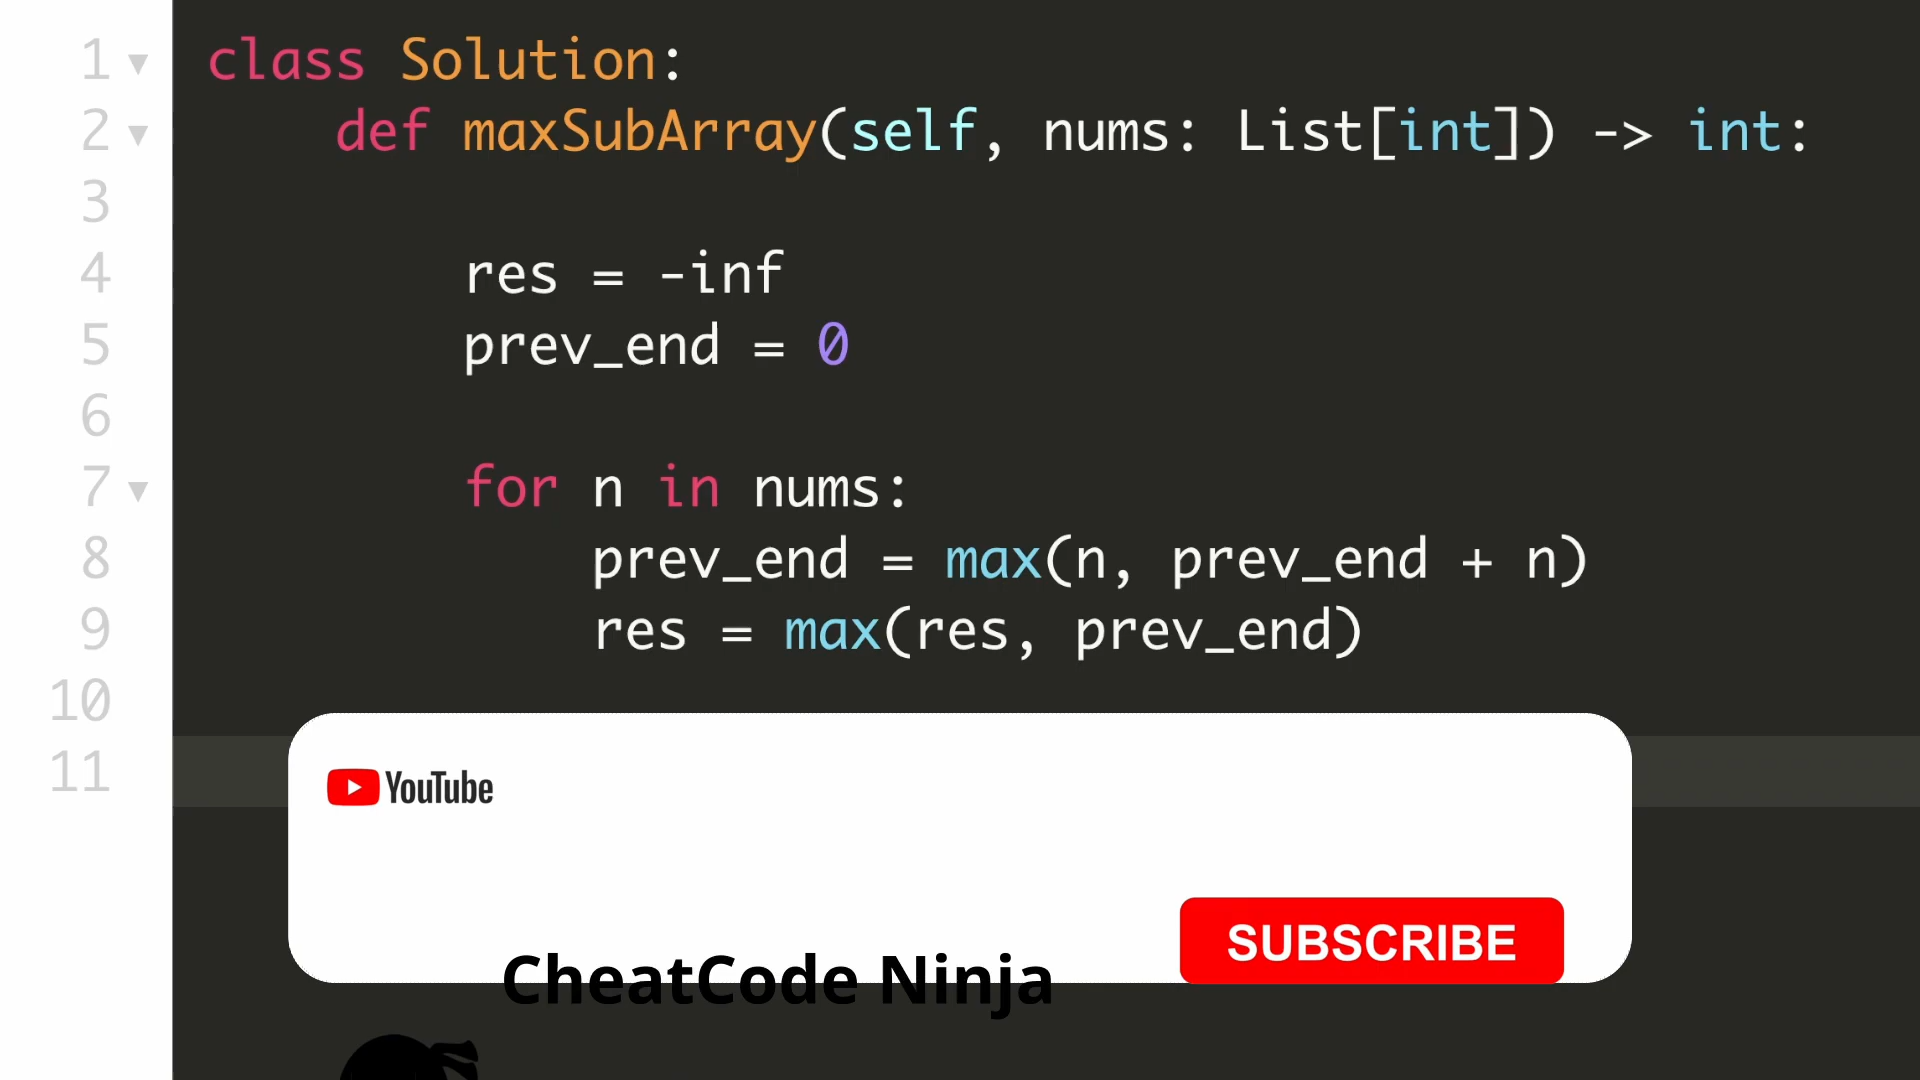 1 class Solution:
2     def maxSubArray(self, nums: List[int]) -> int:
3
4         res = -inf
5         prev_end = 0
6
7         for n in nums:
8             prev_end = max(n, prev_end + n)
9             res = max(res, prev_end)
10
11
YouTube
SUBSCRIBE
CheatCode Ninja